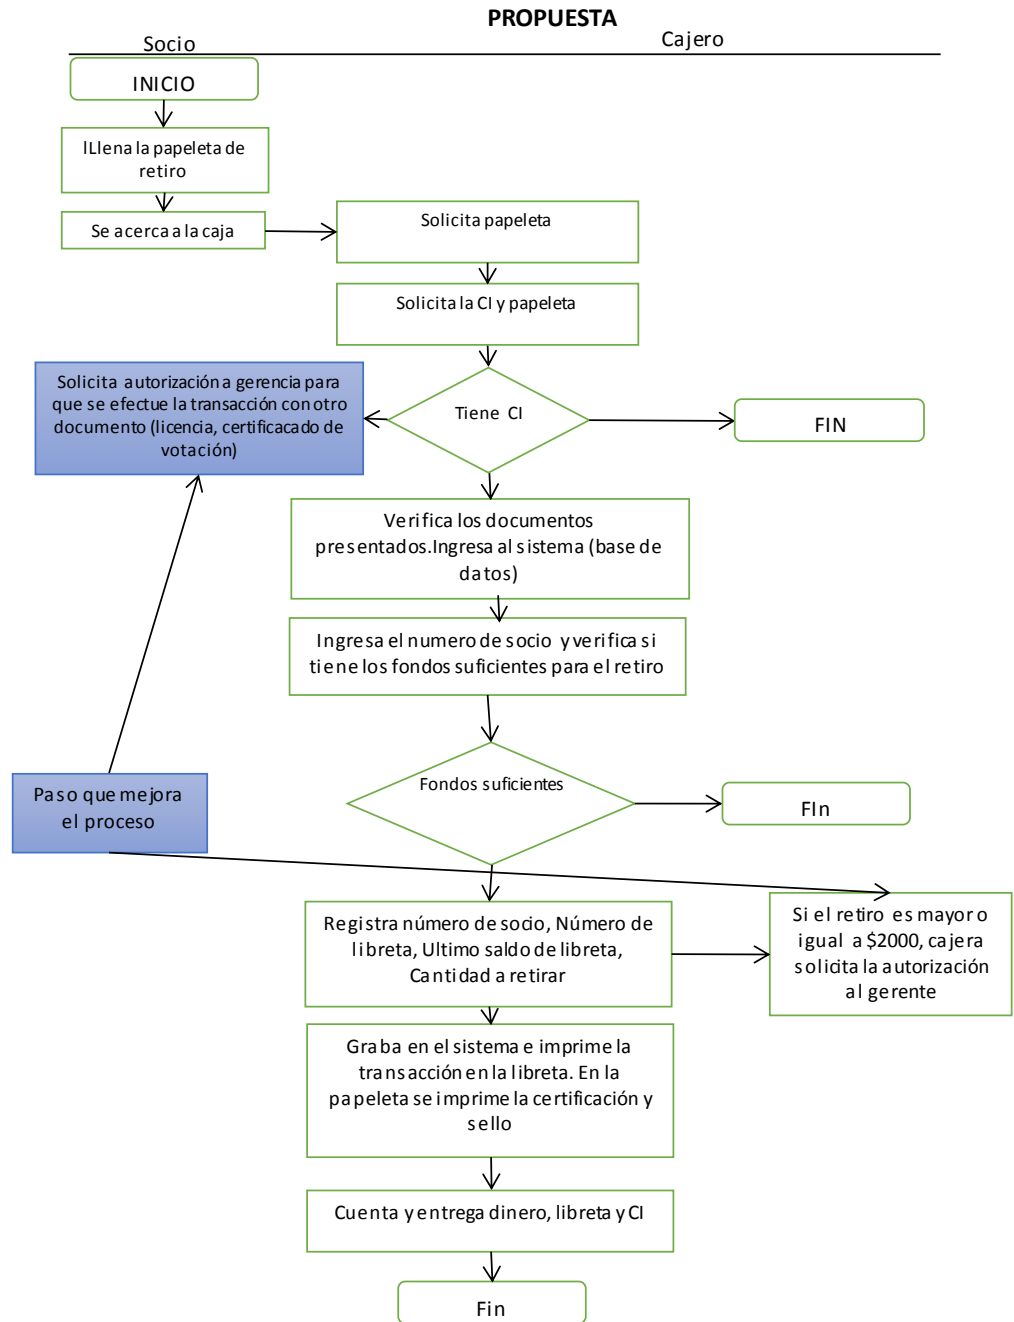 PROPUESTA
Socio
Cajero
INICIO
lLlena la papeleta de
retiro
Se acerca a la caja
Solicita papeleta
Solicita la CI y papeleta
Solicita autorización a gerencia para
que se efectue la transacción con otro
documento (licencia, certificacado de
votación)
Tiene CI
FIN
Verifica los documentos
presentados.Ingresa al sistema (base de
datos)
Ingresa el numero de socio y verifica si
tiene los fondos suficientes para el retiro
Paso que mejora
el proceso
Fondos suficientes
FIn
Registra número de socio, Número de
libreta, Ultimo saldo de libreta,
Cantidad a retirar
Si el retiro es mayor o
igual a $2000, cajera
solicita la autorización
al gerente
Graba en el sistema e imprime la
transacción en la libreta. En la
papeleta se imprime la certificación y
sello
Cuenta y entrega dinero, libreta y CI
Fin